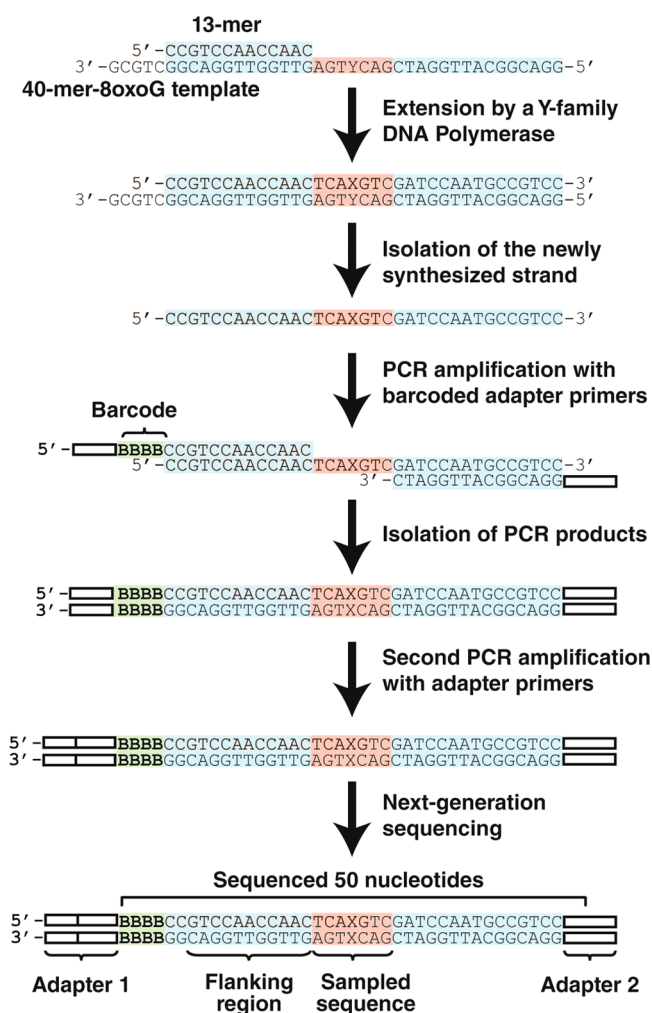 13-mer
5′-CCGTCCAACCAAC
3′-GCGTCGGCAGGTTGGTTGAGTYCAGCTAGGTTACGGCAGG-5′
40-mer-8oxoG template
Extension by a Y-family
DNA Polymerase
5′-CCGTCCAACCAACTCAXGTCGATCCAATGCCGTCC-3′
3′-GCGTCGGCAGGTTGGTTGAGTYCAGCTAGGTTACGGCAGG-5′
Isolation of the newly
synthesized strand
5′-CCGTCCAACCAACTCAXGTCGATCCAATGCCGTCC-3′
PCR amplification with
barcoded adapter primers
Barcode
5′-BBBBCCGTCCAACCAAC
5′-CCGTCCAACCAACTCAXGTCGATCCAATGCCGTCC-3′
3′-CTAGGTTACGGCAGG
Isolation of PCR products
5′-BBBBCCGTCCAACCAACTCAXGTCGATCCAATGCCGTCC
3′-BBBBGGCAGGTTGGTTGAGTXCAGCTAGGTTACGGCAGG
Second PCR amplification
with adapter primers
5′-BBBBCCGTCCAACCAACTCAXGTCGATCCAATGCCGTCC
3′-BBBBGGCAGGTTGGTTGAGTXCAGCTAGGTTACGGCAGG
Next-generation
sequencing
Sequenced 50 nucleotides
5′-BBBBCCGTCCAACCAACTCAXGTCGATCCAATGCCGTCC
3′-BBBBGGCAGGTTGGTTGAGTXCAGCTAGGTTACGGCAGG
Adapter 1
Flanking
region
Sampled
sequence
Adapter 2